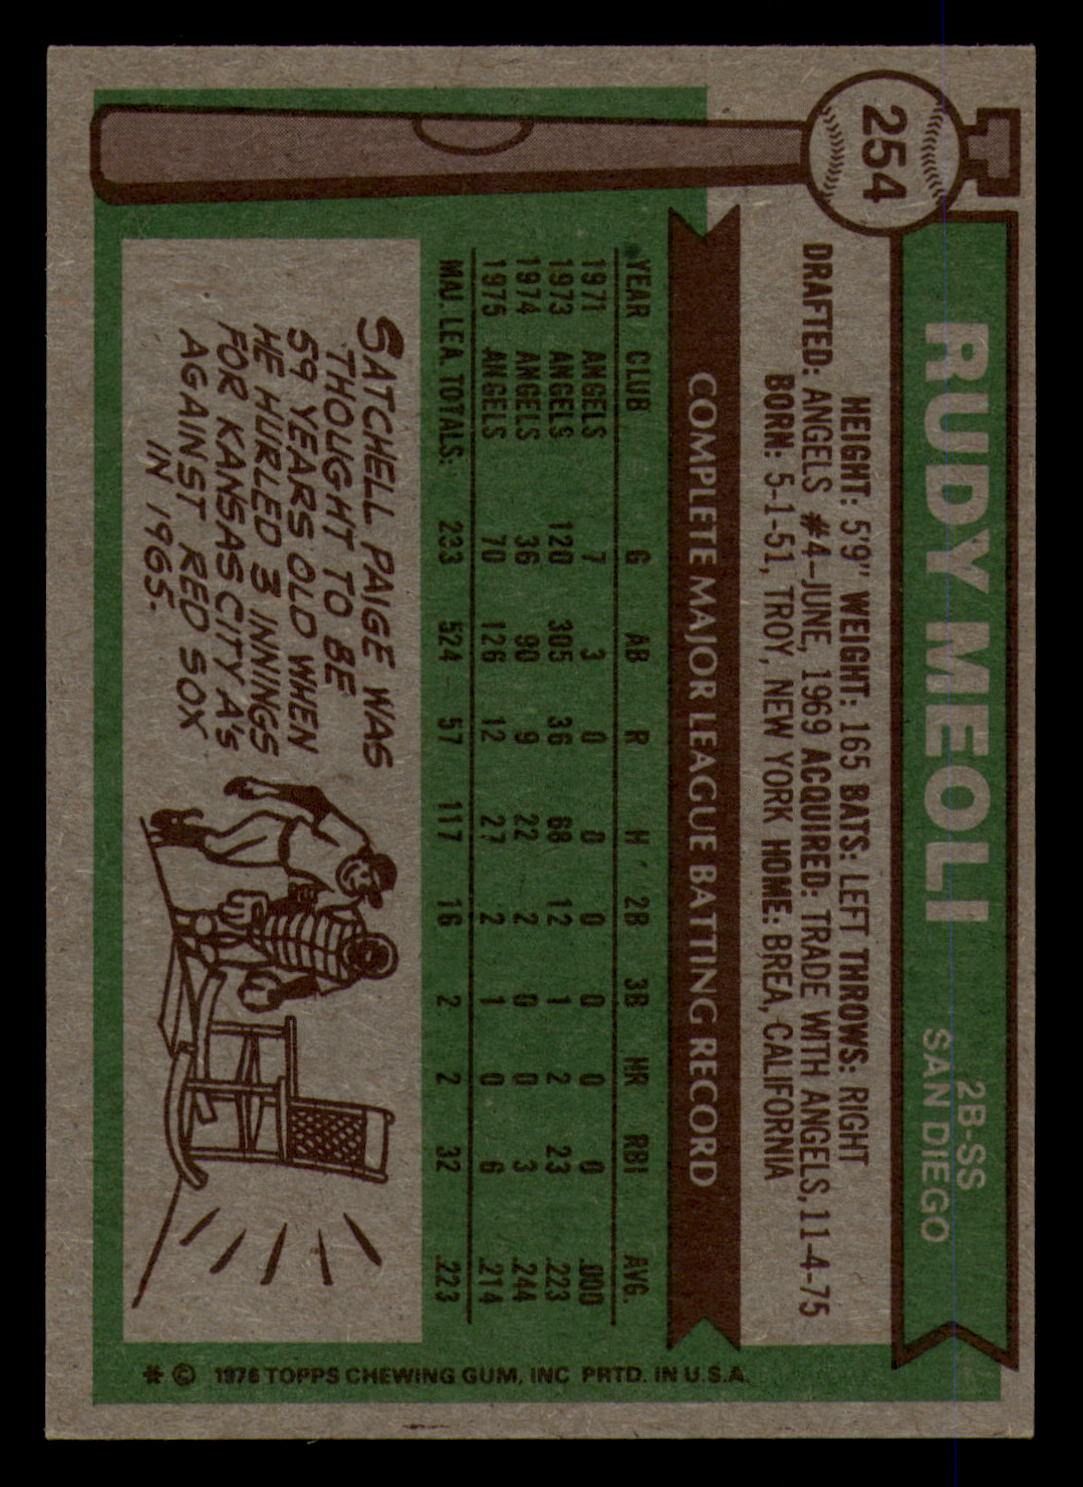 254
T
RUDY MEOLI
2B-SS
SAN DIEGO
HEIGHT: 5'9" WEIGHT: 165 BATS: LEFT THROWS: RIGHT
DRAFTED: ANGELS #4-JUNE, 1969 ACQUIRED: TRADE WITH ANGELS, 11-4-75
BORN: 5-1-51, TROY, NEW YORK HOME: BREA, CALIFORNIA
COMPLETE MAJOR LEAGUE BATTING RECORD
YEAR CLUB G AB R H 2B 3B HR RBI AVG.
1971 ANGELS 7 3 0 0 0 0 0 0 .000
1973 ANGELS 120 305 36 68 12 1 2 23 .223
1974 ANGELS 36 90 9 22 2 0 0 3 .244
1975 ANGELS 70 126 12 27 2 1 0 6 .214
MAJ. LEA. TOTALS: 233 524 57 117 16 2 2 32 .223
SATCHELL PAIGE WAS
THOUGHT TO BE
59 YEARS OLD WHEN
HE HURLED 3 INNINGS
FOR KANSAS CITY A's
AGAINST RED SOX
IN 1965.
* © 1976 TOPPS CHEWING GUM, INC PRTD. IN U.S.A.